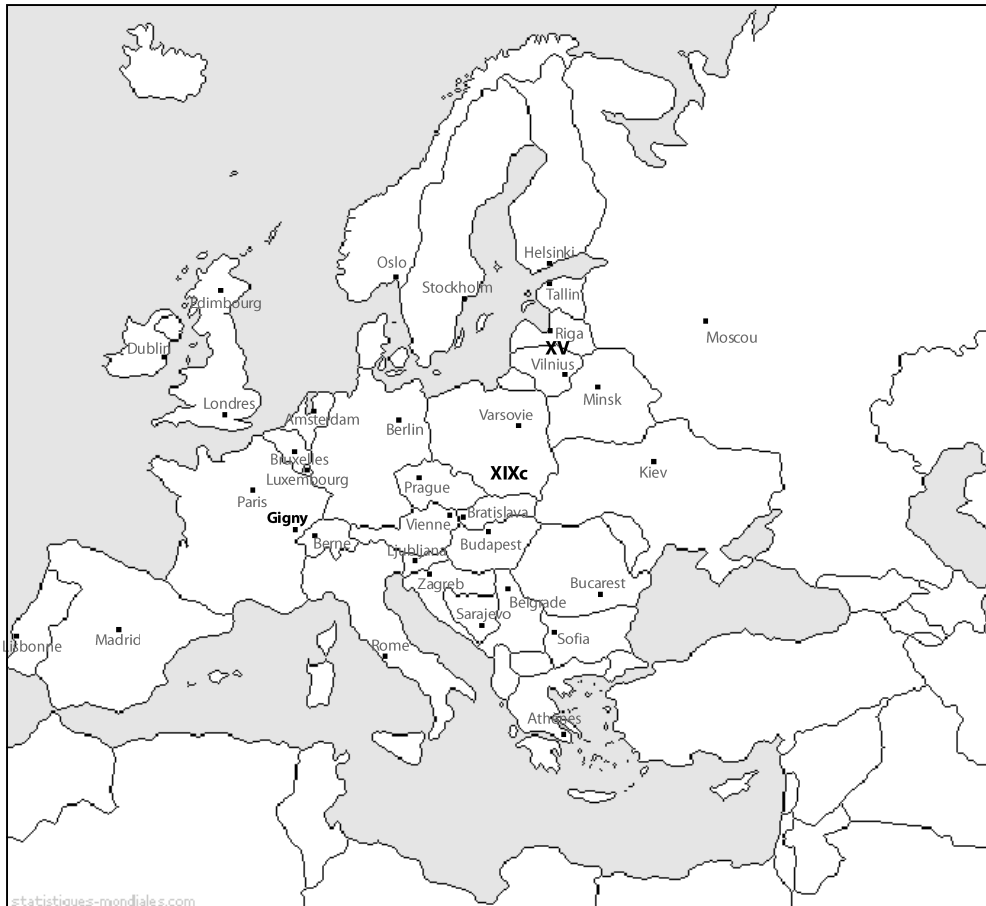 Helsinki
Oslo
Stockholm
Tallin
Edimbourg
Moscou
Riga
XV
Dublin
Vilnius
Minsk
Londres
Amsterdam
Varsovie
Berlin
Bruxelles
XIXc
Kiev
Luxembourg
Prague
Paris
Gigny
Bratislava
Vienne
Berne
Budapest
Ljubljana
Zagreb
Bucarest
Belgrade
Sarajevo
Lisbonne
Madrid
Rome
Sofia
Athènes
statistiques-mondiales.com